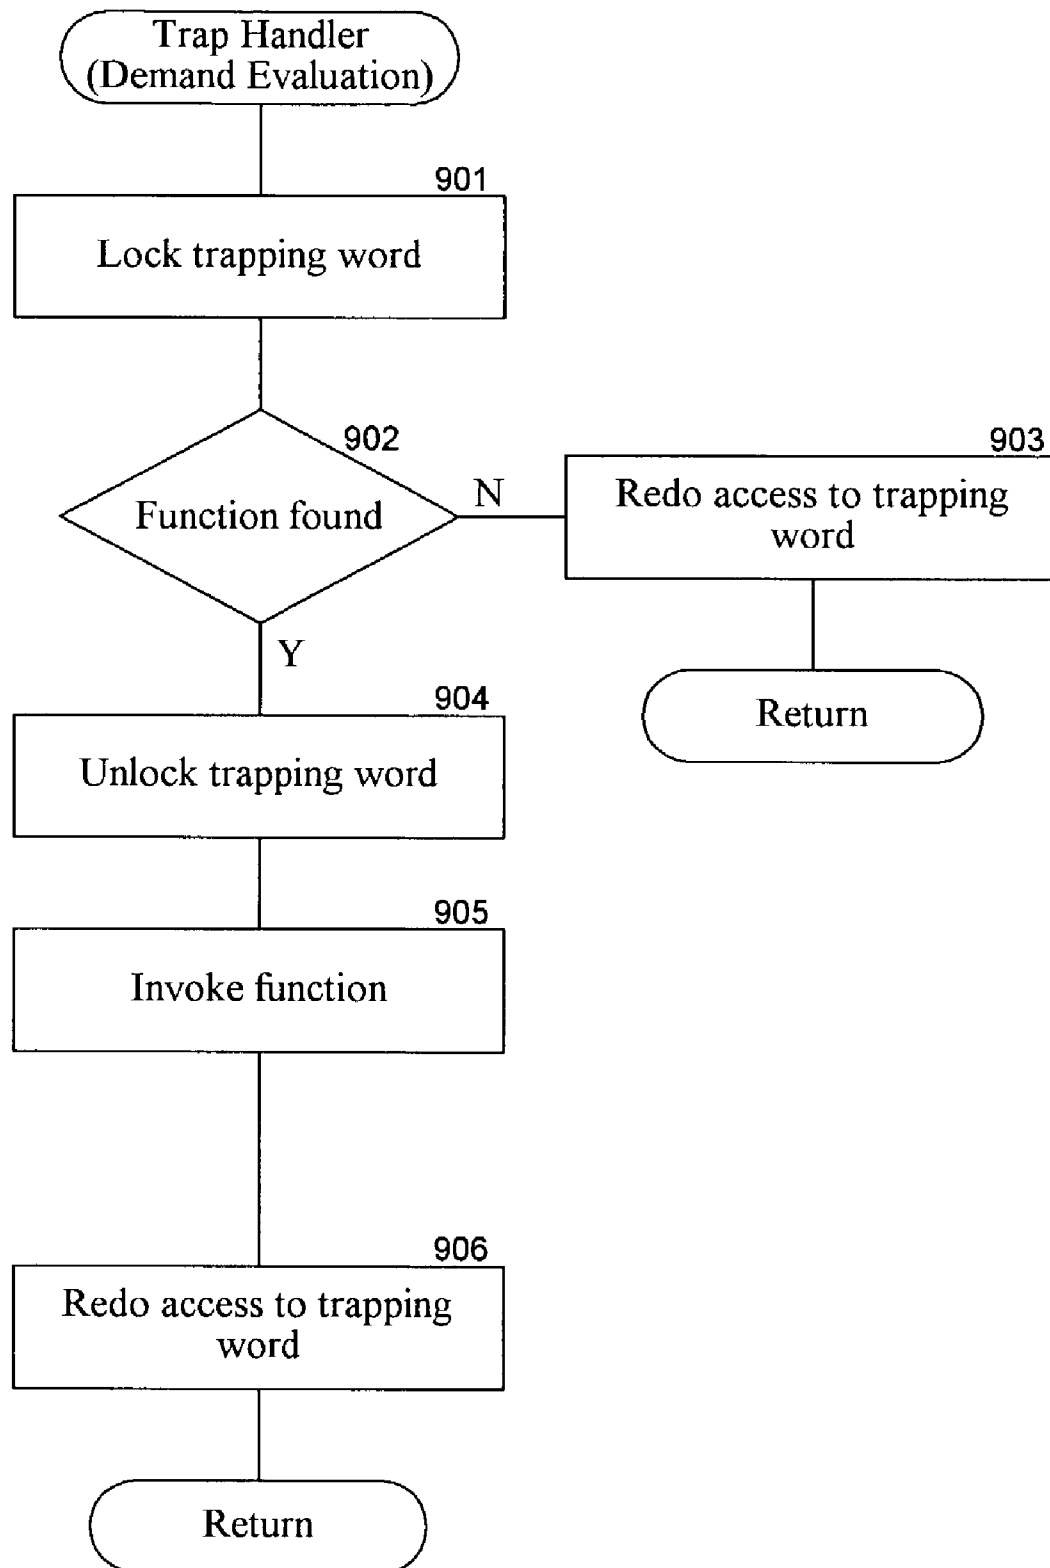 Trap Handler
(Demand Evaluation)
901
Lock trapping word
902
Function found
N
903
Redo access to trapping
word
Return
Y
904
Unlock trapping word
905
Invoke function
906
Redo access to trapping
word
Return